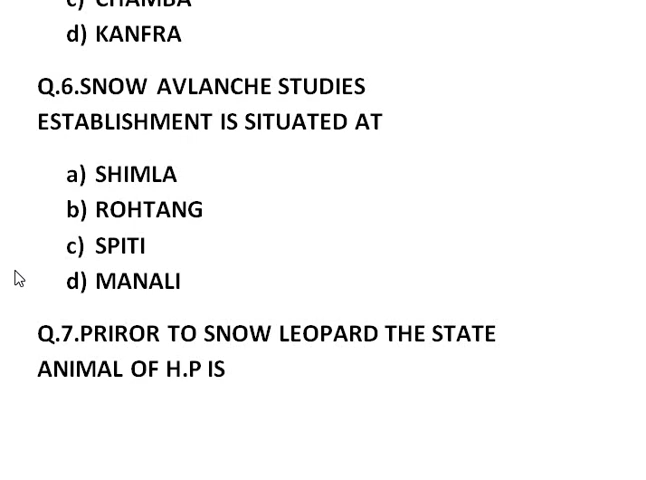 c) CHAMBA
d) KANFRA
Q.6.SNOW AVLANCHE STUDIES
ESTABLISHMENT IS SITUATED AT
a) SHIMLA
b) ROHTANG
c) SPITI
d) MANALI
Q.7.PRIROR TO SNOW LEOPARD THE STATE
ANIMAL OF H.P IS